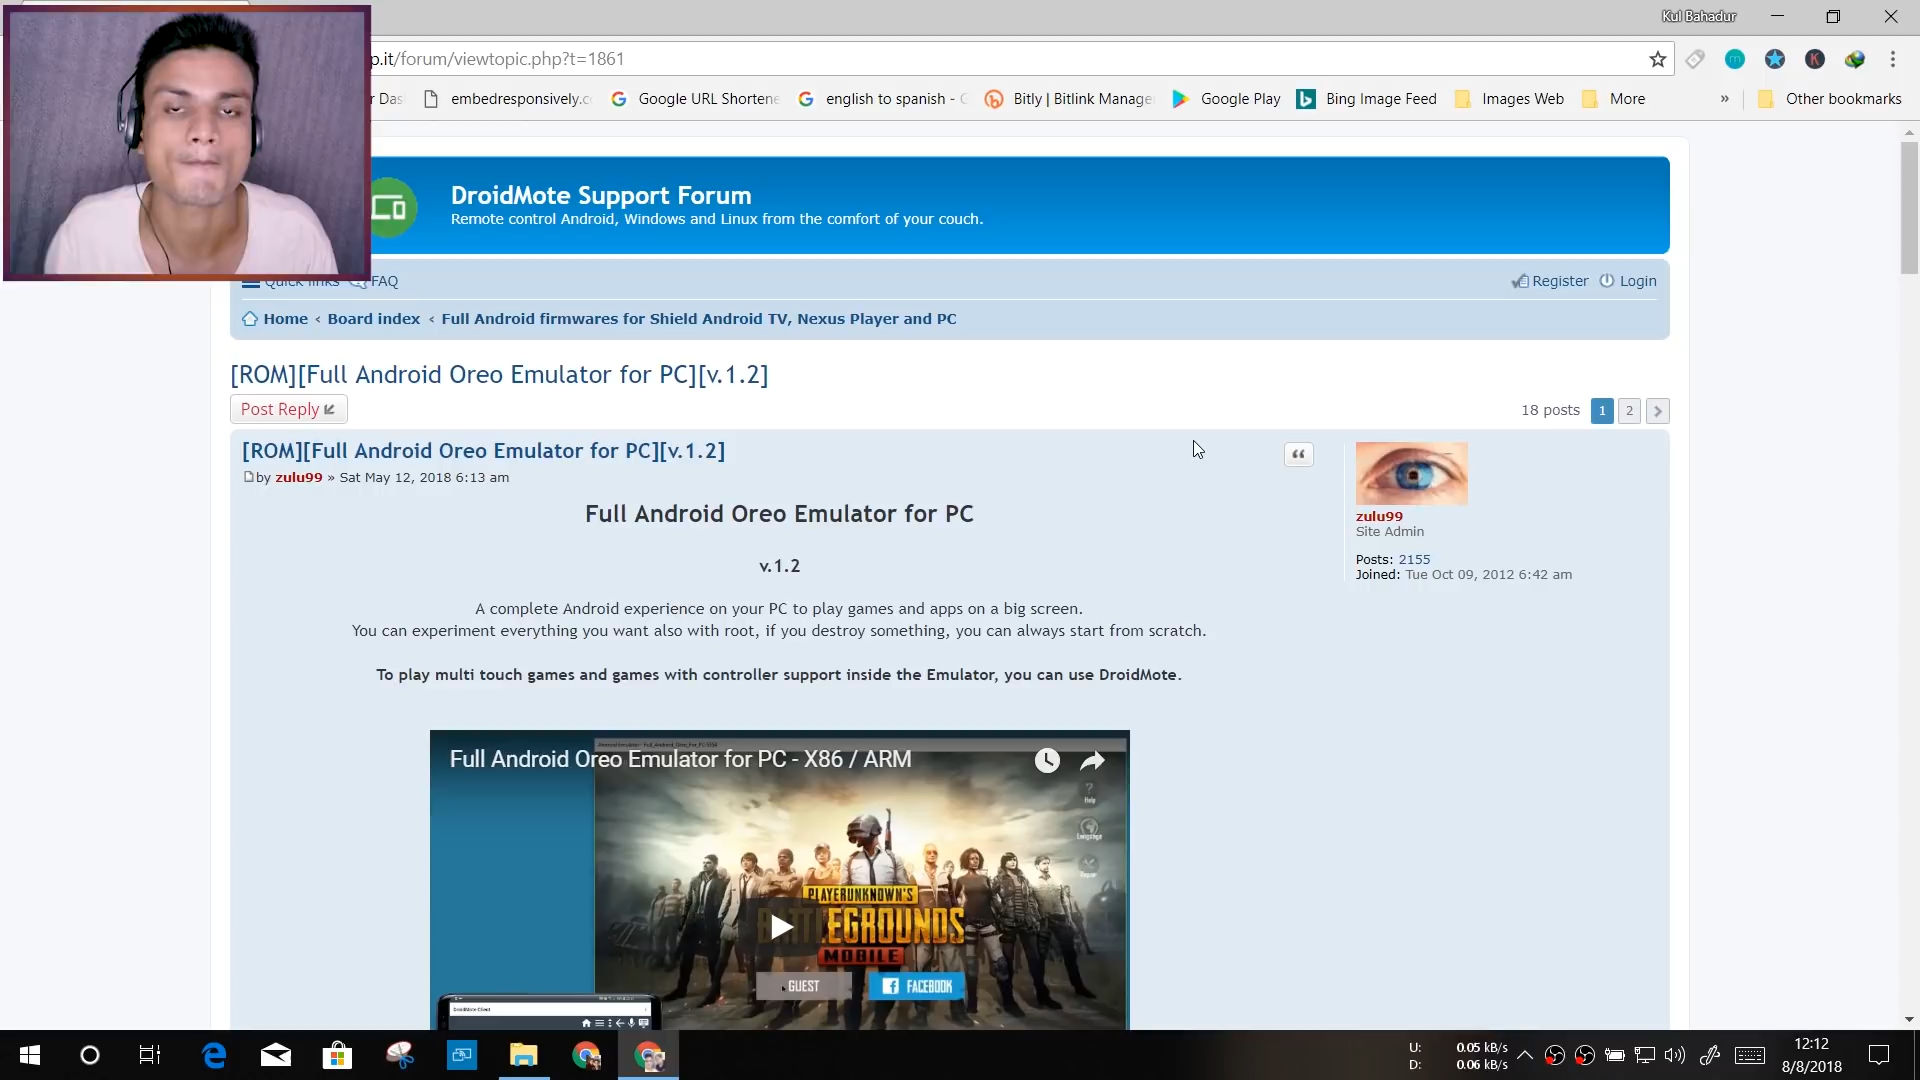 Kul Bahadur
p.it/forum/viewtopic.php?t=1861
r Das
embedresponsively.c
Google URL Shortene
english to spanish -
Bitly | Bitlink Manage
Google Play
Bing Image Feed
Images Web
More
»
Other bookmarks
DroidMote Support Forum
Remote control Android, Windows and Linux from the comfort of your couch.
Quick links FAQ
Register Login
Home ‹ Board index ‹ Full Android firmwares for Shield Android TV, Nexus Player and PC
[ROM][Full Android Oreo Emulator for PC][v.1.2]
Post Reply
18 posts 1 2
[ROM][Full Android Oreo Emulator for PC][v.1.2]
by zulu99 » Sat May 12, 2018 6:13 am
zulu99
Site Admin
Posts: 2155
Joined: Tue Oct 09, 2012 6:42 am
Full Android Oreo Emulator for PC
v.1.2
A complete Android experience on your PC to play games and apps on a big screen.
You can experiment everything you want also with root, if you destroy something, you can always start from scratch.
To play multi touch games and games with controller support inside the Emulator, you can use DroidMote.
Full Android Oreo Emulator for PC - X86 / ARM
Help
Language
Repair
PLAYERUNKNOWN'S
BATTLEGROUNDS
MOBILE
GUEST
FACEBOOK
DroidMote Client
U: 0.05 kB/s
D: 0.06 kB/s
12:12
8/8/2018